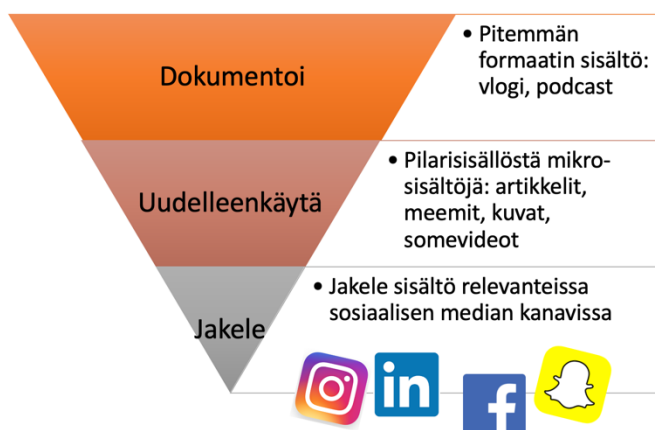 Dokumentoi
• Pitemmän
formaatin sisältö:
vlogi, podcast
Uudelleenkäytä
• Pilarisisällöstä mikro-
sisältöjä: artikkelit,
meemit, kuvat,
somevideot
Jakele
• Jakele sisältö relevanteissa
sosiaalisen median kanavissa
in
f